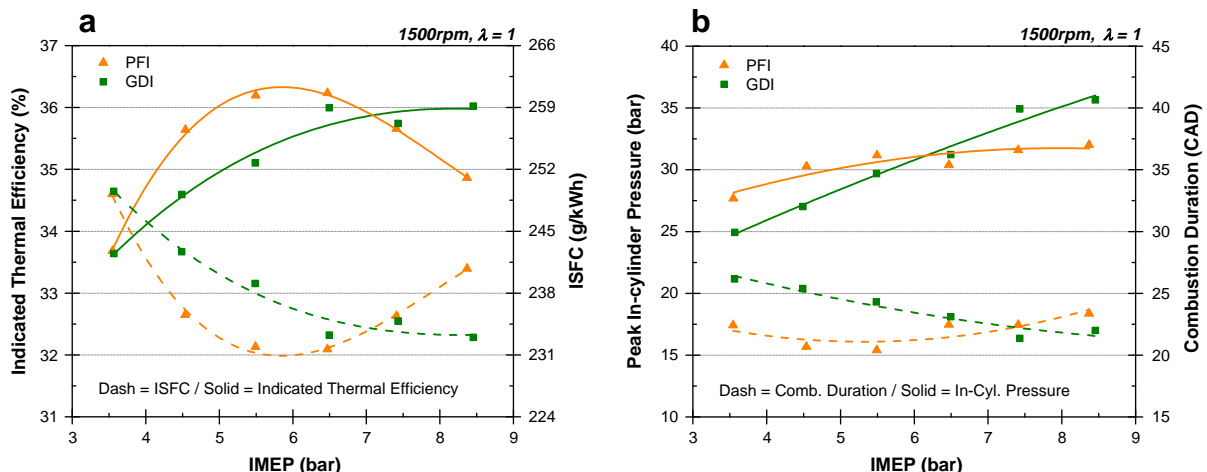 a
1500rpm, λ = 1
PFI
GDI
Indicated Thermal Efficiency (%)
37
36
35
34
33
32
31
ISFC (g/kWh)
266
259
252
245
238
231
224
Dash = ISFC / Solid = Indicated Thermal Efficiency
3 4 5 6 7 8 9
IMEP (bar)
b
1500rpm, λ = 1
PFI
GDI
Peak In-cylinder Pressure (bar)
40
35
30
25
20
15
10
Combustion Duration (CAD)
45
40
35
30
25
20
15
Dash = Comb. Duration / Solid = In-Cyl. Pressure
3 4 5 6 7 8 9
IMEP (bar)